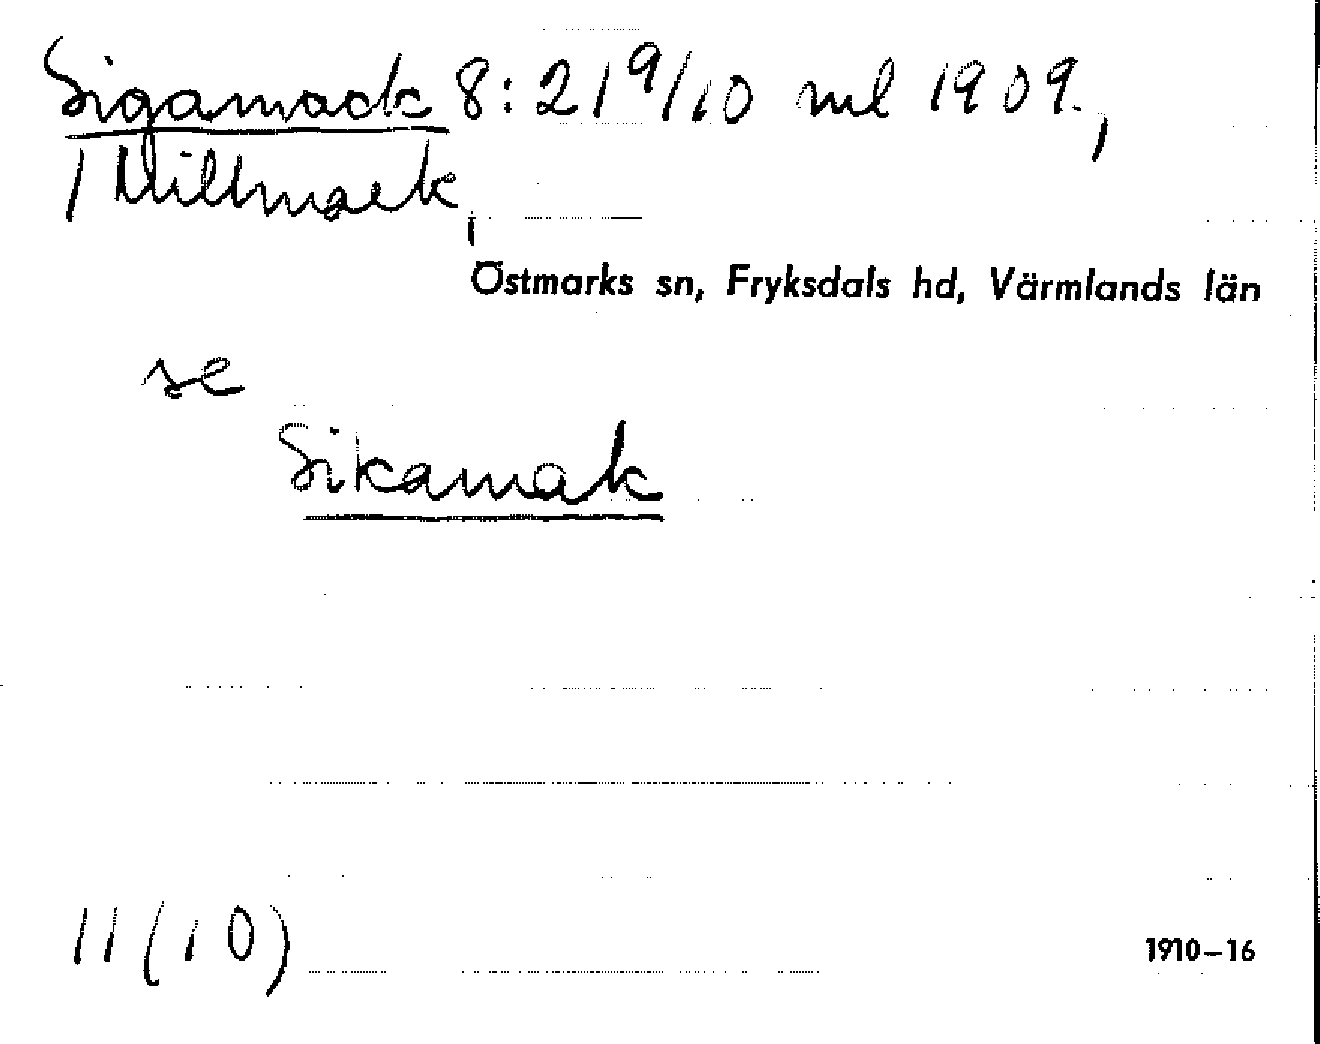 Sigamack 8:21 9/10 ml 1909.,
1 Millmark,
Östmarks sn, Fryksdals hd, Värmlands län
se
Sikamak
11(10)
1910–16